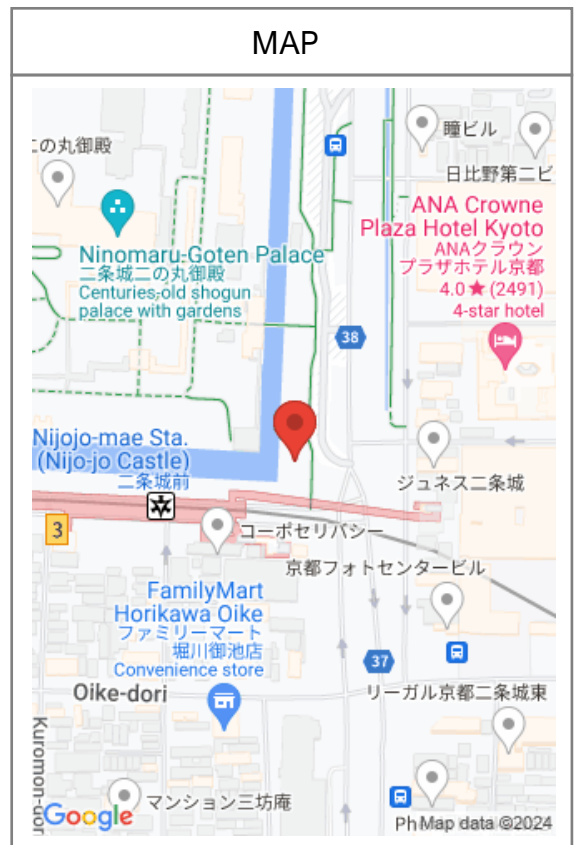 MAP
瞳ビル
二の丸御殿
日比野第二ビ
ANA Crowne
Plaza Hotel Kyoto
ANAクラウン
プラザホテル京都
4.0★(2491)
4-star hotel
Ninomaru-Goten Palace
二条城二の丸御殿
Centuries-old shogun
palace with gardens
38
Nijojo-mae Sta.
(Nijo-jo Castle)
二条城前
ジュネス二条城
3
コーポセリバシー
京都フォトセンタービル
FamilyMart
Horikawa Oike
ファミリーマート
堀川御池店
Convenience store
37
Oike-dori
リーガル京都二条城東
Kuromon-dor
マンション三坊庵
Google
Ph
Map data ©2024